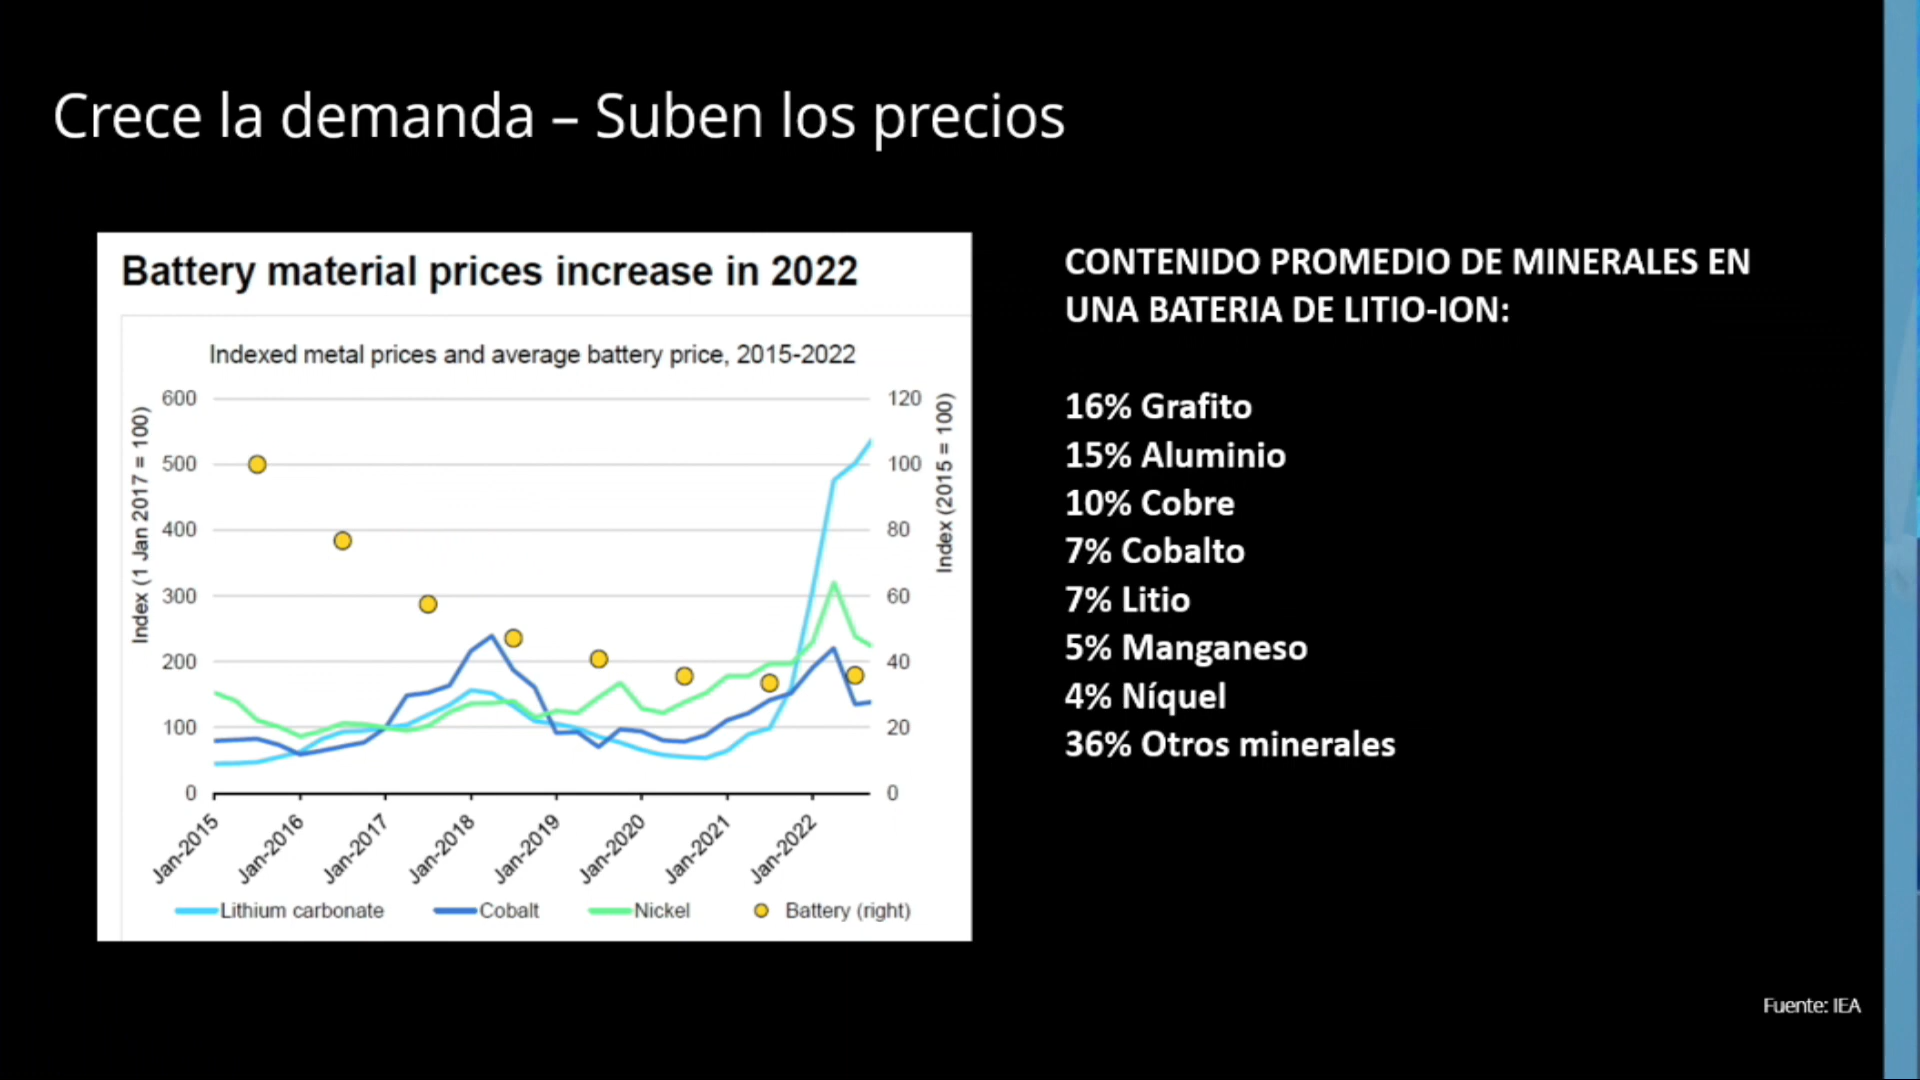 Crece la demanda – Suben los precios
Battery material prices increase in 2022
Indexed metal prices and average battery price, 2015-2022
Index (1 Jan 2017 = 100)
600
500
400
300
200
100
0
120
100
80
60
40
20
0
Index (2015 = 100)
Jan-2015
Jan-2016
Jan-2017
Jan-2018
Jan-2019
Jan-2020
Jan-2021
Jan-2022
Lithium carbonate
Cobalt
Nickel
Battery (right)
CONTENIDO PROMEDIO DE MINERALES EN
UNA BATERIA DE LITIO-ION:
16% Grafito
15% Aluminio
10% Cobre
7% Cobalto
7% Litio
5% Manganeso
4% Níquel
36% Otros minerales
Fuente: IEA